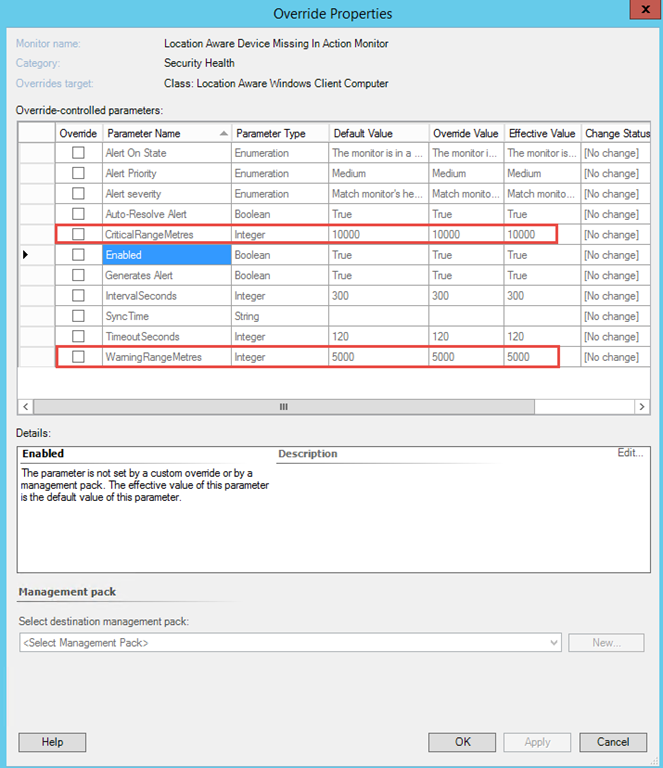 Override Properties
x
Monitor name: Location Aware Device Missing In Action Monitor
Category: Security Health
Overrides target: Class: Location Aware Windows Client Computer
Override-controlled parameters:
Override Parameter Name Parameter Type Default Value Override Value Effective Value Change Status
Alert On State Enumeration The monitor is in a ... The monitor i... The monitor is... [No change]
Alert Priority Enumeration Medium Medium Medium [No change]
Alert severity Enumeration Match monitor's he... Match monito... Match monitor... [No change]
Auto-Resolve Alert Boolean True True True [No change]
CriticalRangeMetres Integer 10000 10000 10000 [No change]
Enabled Boolean True True True [No change]
Generates Alert Boolean True True True [No change]
IntervalSeconds Integer 300 300 300 [No change]
SyncTime String [No change]
TimeoutSeconds Integer 120 120 120 [No change]
WarningRangeMetres Integer 5000 5000 5000 [No change]
Details:
Enabled Description Edit...
The parameter is not set by a custom override or by a
management pack. The effective value of this parameter
is the default value of this parameter.
Management pack
Select destination management pack:
<Select Management Pack> New...
Help OK Apply Cancel